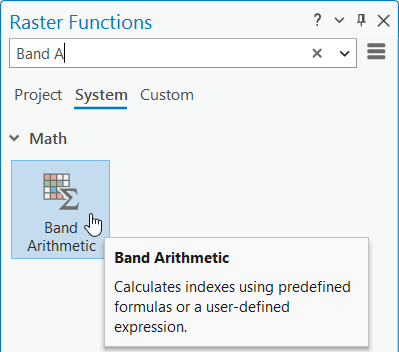 Raster Functions
Band A
Project System Custom
Math
Band
Arithmetic
Band Arithmetic
Calculates indexes using predefined
formulas or a user-defined
expression.